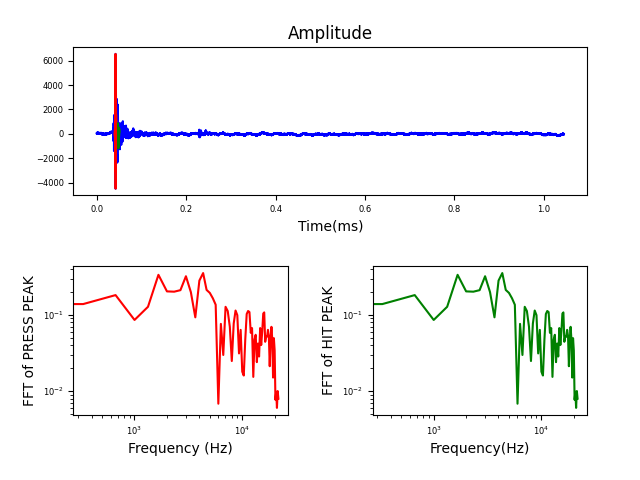 Amplitude
6000
4000
2000
0
−2000
−4000
0.0 0.2 0.4 0.6 0.8 1.0
Time(ms)
FFT of PRESS PEAK
10⁻¹
10⁻²
10³ 10⁴
Frequency (Hz)
FFT of HIT PEAK
10⁻¹
10⁻²
10³ 10⁴
Frequency(Hz)